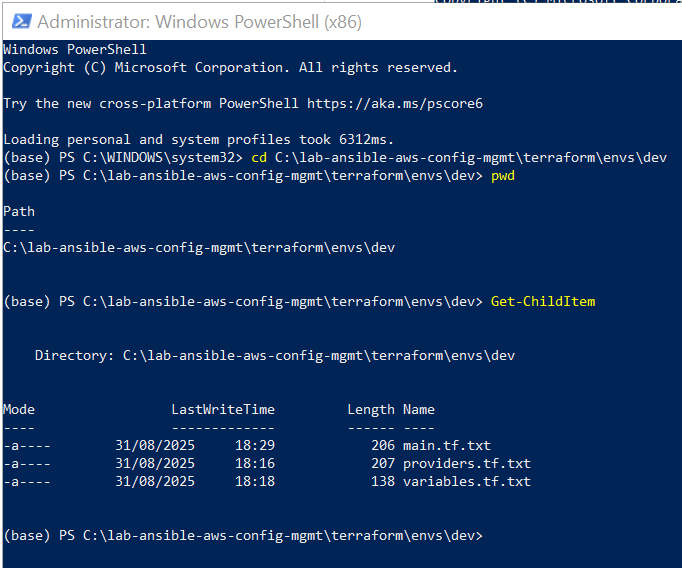 Administrator: Windows PowerShell (x86)
Windows PowerShell
Copyright (C) Microsoft Corporation. All rights reserved.
Try the new cross-platform PowerShell https://aka.ms/pscore6
Loading personal and system profiles took 6312ms.
(base) PS C:\WINDOWS\system32> cd C:\lab-ansible-aws-config-mgmt\terraform\envs\dev
(base) PS C:\lab-ansible-aws-config-mgmt\terraform\envs\dev> pwd
Path
----
C:\lab-ansible-aws-config-mgmt\terraform\envs\dev
(base) PS C:\lab-ansible-aws-config-mgmt\terraform\envs\dev> Get-ChildItem
    Directory: C:\lab-ansible-aws-config-mgmt\terraform\envs\dev
Mode                 LastWriteTime         Length Name
----                 -------------         ------ ----
-a----        31/08/2025     18:29            206 main.tf.txt
-a----        31/08/2025     18:16            207 providers.tf.txt
-a----        31/08/2025     18:18            138 variables.tf.txt
(base) PS C:\lab-ansible-aws-config-mgmt\terraform\envs\dev>